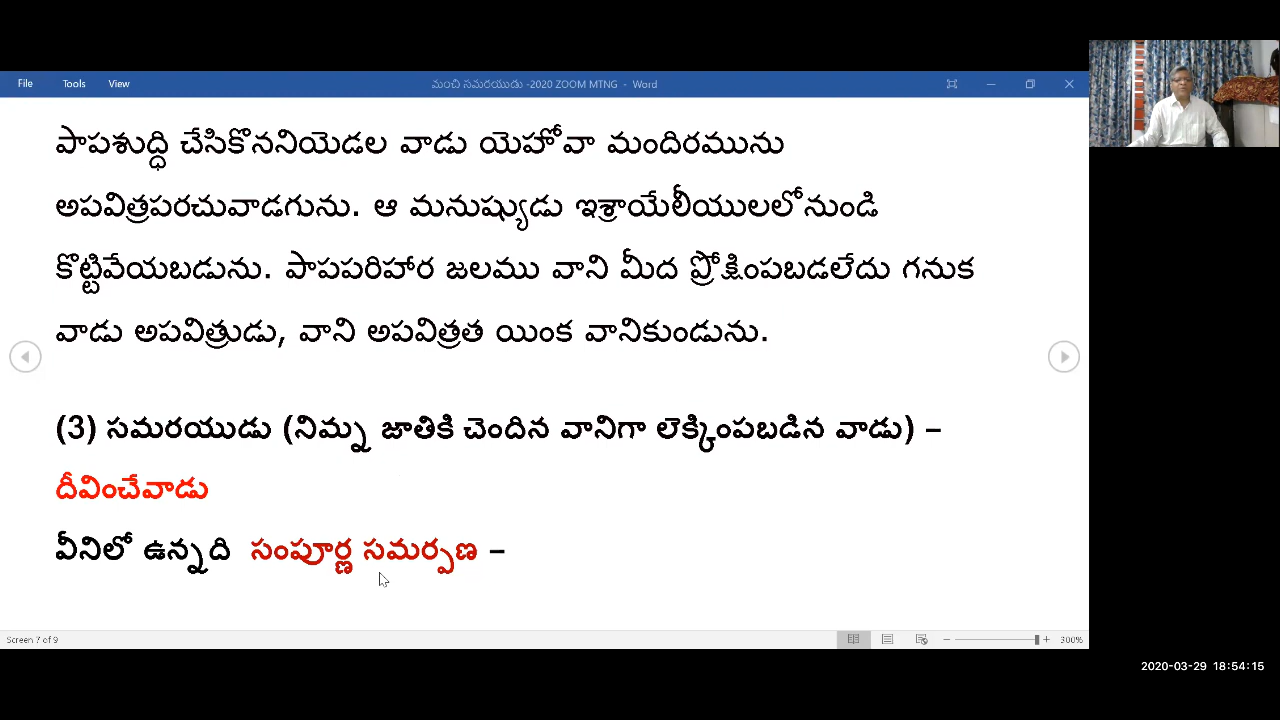 File Tools View మంచి సమరయుడు -2020 ZOOM MTNG - Word
పాపశుద్ధి చేసికొననియెడల వాడు యెహోవా మందిరమును
అపవిత్రపరచువాడగును. ఆ మనుష్యుడు ఇశ్రాయేలీయులలోనుండి
కొట్టివేయబడును. పాపపరిహార జలము వాని మీద ప్రోక్షింపబడలేదు గనుక
వాడు అపవిత్రుడు, వాని అపవిత్రత యింక వానికుండును.
(3) సమరయుడు (నిమ్న జాతికి చెందిన వానిగా లెక్కింపబడిన వాడు) –
దీవించేవాడు
వీనిలో ఉన్నది సంపూర్ణ సమర్పణ –
Screen 7 of 9 300%
2020-03-29 18:54:15